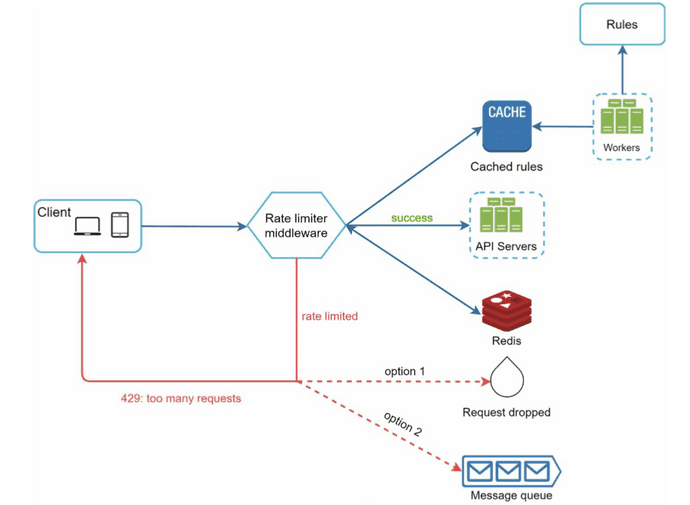 Rules
CACHE
Workers
Cached rules
Client
Rate limiter
middleware
success
API Servers
rate limited
Redis
option 1
429: too many requests
Request dropped
option 2
Message queue